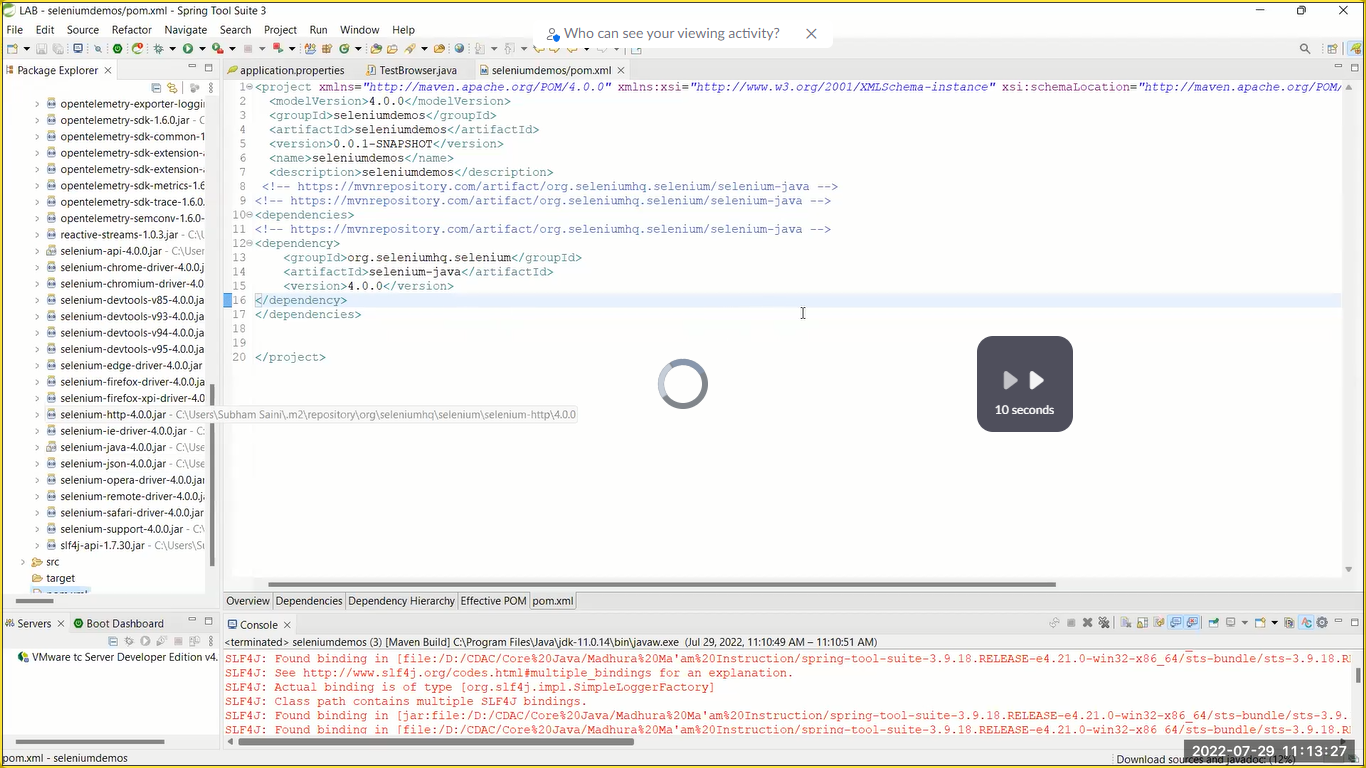 LAB - seleniumdemos/pom.xml - Spring Tool Suite 3
File Edit Source Refactor Navigate Search Project Run Window Help
Who can see your viewing activity?
Package Explorer
application.properties TestBrowser.java seleniumdemos/pom.xml
opentelemetry-exporter-loggi
opentelemetry-sdk-1.6.0.jar - C:
opentelemetry-sdk-common-1
opentelemetry-sdk-extension-
opentelemetry-sdk-extension-
opentelemetry-sdk-metrics-1.6
opentelemetry-sdk-trace-1.6.0
opentelemetry-semconv-1.6.0-
reactive-streams-1.0.3.jar - C:\U
selenium-api-4.0.0.jar - C:\User
selenium-chrome-driver-4.0.0.j
selenium-chromium-driver-4.0
selenium-devtools-v85-4.0.0.ja
selenium-devtools-v93-4.0.0.ja
selenium-devtools-v94-4.0.0.ja
selenium-devtools-v95-4.0.0.ja
selenium-edge-driver-4.0.0.jar
selenium-firefox-driver-4.0.0.ja
selenium-firefox-xpi-driver-4.0
selenium-http-4.0.0.jar - C:\Users\Subham Saini\.m2\repository\org\seleniumhq\selenium\selenium-http\4.0.0
selenium-ie-driver-4.0.0.jar - C:
selenium-java-4.0.0.jar - C:\Use
selenium-json-4.0.0.jar - C:\Use
selenium-opera-driver-4.0.0.jar
selenium-remote-driver-4.0.0.ja
selenium-safari-driver-4.0.0.jar
selenium-support-4.0.0.jar - C:\
slf4j-api-1.7.30.jar - C:\Users\Su
src
target
pom.xml
1 <project xmlns="http://maven.apache.org/POM/4.0.0" xmlns:xsi="http://www.w3.org/2001/XMLSchema-instance" xsi:schemaLocation="http://maven.apache.org/POM/
2 <modelVersion>4.0.0</modelVersion>
3 <groupId>seleniumdemos</groupId>
4 <artifactId>seleniumdemos</artifactId>
5 <version>0.0.1-SNAPSHOT</version>
6 <name>seleniumdemos</name>
7 <description>seleniumdemos</description>
8 <!-- https://mvnrepository.com/artifact/org.seleniumhq.selenium/selenium-java -->
9 <!-- https://mvnrepository.com/artifact/org.seleniumhq.selenium/selenium-java -->
10 <dependencies>
11 <!-- https://mvnrepository.com/artifact/org.seleniumhq.selenium/selenium-java -->
12 <dependency>
13 <groupId>org.seleniumhq.selenium</groupId>
14 <artifactId>selenium-java</artifactId>
15 <version>4.0.0</version>
16 </dependency>
17 </dependencies>
18
19
20 </project>
10 seconds
Overview Dependencies Dependency Hierarchy Effective POM pom.xml
Servers Boot Dashboard
VMware tc Server Developer Edition v4.
Console
<terminated> seleniumdemos (3) [Maven Build] C:\Program Files\Java\jdk-11.0.14\bin\javaw.exe (Jul 29, 2022, 11:10:49 AM – 11:10:51 AM)
SLF4J: Found binding in [file:/D:/CDAC/Core%20Java/Madhura%20Ma'am%20Instruction/spring-tool-suite-3.9.18.RELEASE-e4.21.0-win32-x86_64/sts-bundle/sts-3.9.18.RI
SLF4J: See http://www.slf4j.org/codes.html#multiple_bindings for an explanation.
SLF4J: Actual binding is of type [org.slf4j.impl.SimpleLoggerFactory]
SLF4J: Class path contains multiple SLF4J bindings.
SLF4J: Found binding in [jar:file:/D:/CDAC/Core%20Java/Madhura%20Ma'am%20Instruction/spring-tool-suite-3.9.18.RELEASE-e4.21.0-win32-x86_64/sts-bundle/sts-3.9.
SLF4J: Found binding in [file:/D:/CDAC/Core%20Java/Madhura%20Ma'am%20Instruction/spring-tool-suite-3.9.18.RELEASE-e4.21.0-win32-x86_64/sts-bundle/sts-3.9.18.RI
pom.xml - seleniumdemos
Download sources and javadoc: (12%)
2022-07-29 11:13:27